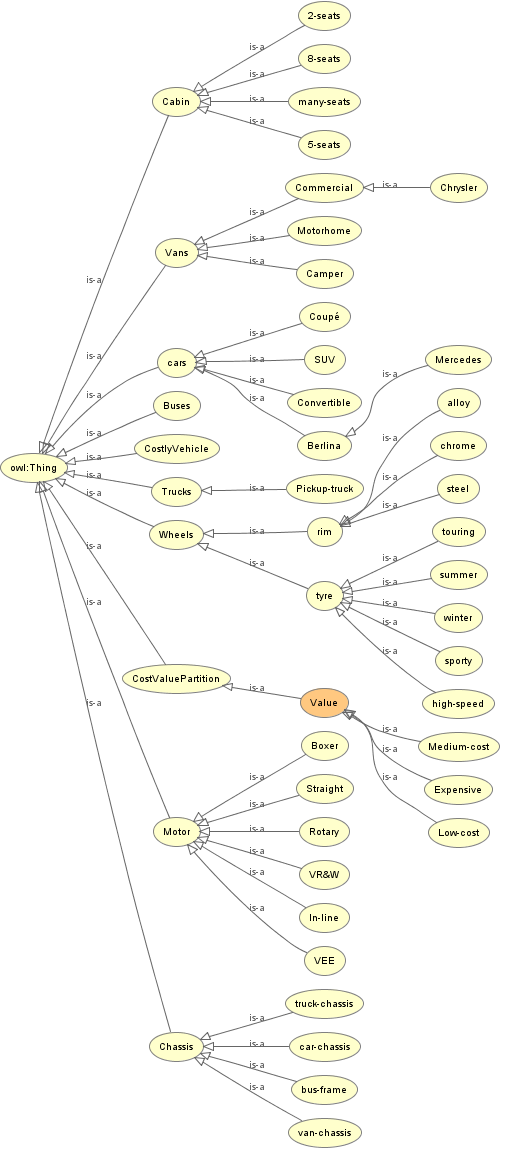 2-seats
is-a
8-seats
is-a
Cabin
is-a
many-seats
is-a
5-seats
Commercial
is-a
Chrysler
is-a
Motorhome
is-a
Vans
is-a
Camper
is-a
Coupé
is-a
SUV
is-a
Mercedes
is-a
cars
is-a
is-a
Convertible
alloy
is-a
Buses
is-a
Berlina
chrome
CostlyVehicle
is-a
owl:Thing
is-a
Trucks
is-a
Pickup-truck
is-a
steel
is-a
is-a
Wheels
is-a
rim
touring
is-a
is-a
is-a
summer
is-a
tyre
is-a
winter
is-a
sporty
is-a
CostValuePartition
is-a
Value
high-speed
is-a
Medium-cost
is-a
Boxer
is-a
Expensive
is-a
Straight
is-a
Motor
is-a
Rotary
Low-cost
is-a
VR&W
is-a
In-line
is-a
VEE
is-a
truck-chassis
is-a
Chassis
is-a
car-chassis
is-a
bus-frame
is-a
van-chassis